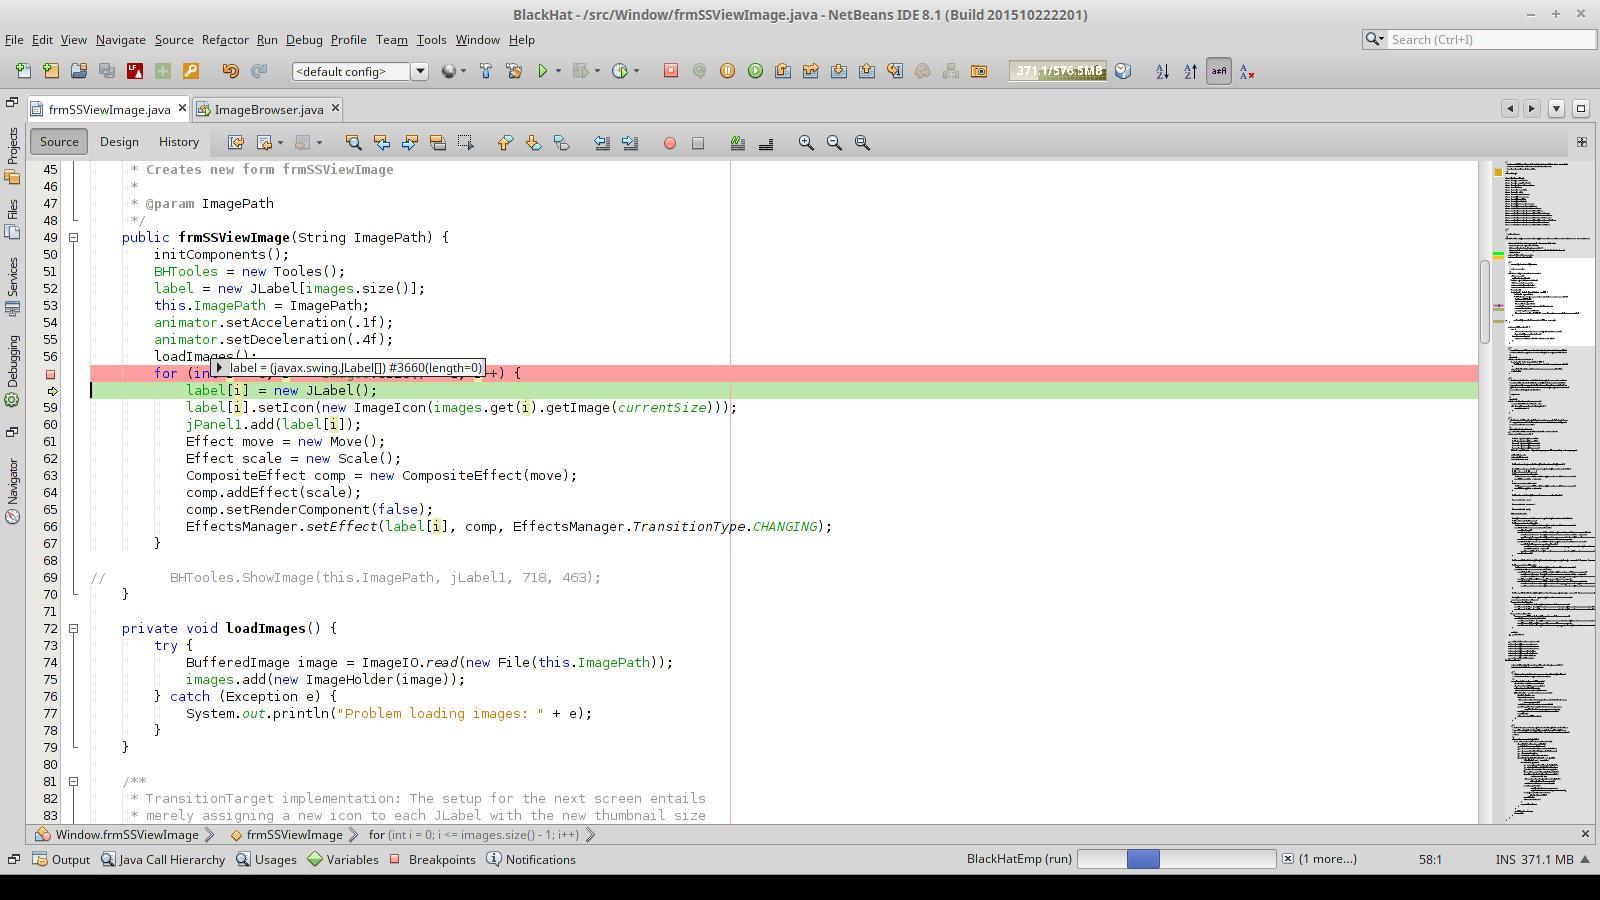 BlackHat - /src/Window/frmSSViewImage.java - NetBeans IDE 8.1 (Build 201510222201)
File Edit View Navigate Source Refactor Run Debug Profile Team Tools Window Help
Search (Ctrl+I)
<default config>
371.1/576.5MB
frmSSViewImage.java
ImageBrowser.java
Source Design History
Projects
Files
Services
Debugging
Navigator
45 * Creates new form frmSSViewImage
46 *
47 * @param ImagePath
48 */
49 public frmSSViewImage(String ImagePath) {
50 initComponents();
51 BHTooles = new Tooles();
52 label = new JLabel[images.size()];
53 this.ImagePath = ImagePath;
54 animator.setAcceleration(.1f);
55 animator.setDeceleration(.4f);
56 loadImages();
label = (javax.swing.JLabel[]) #3660(length=0)
for (in ++) {
label[i] = new JLabel();
59 label[i].setIcon(new ImageIcon(images.get(i).getImage(currentSize)));
60 jPanel1.add(label[i]);
61 Effect move = new Move();
62 Effect scale = new Scale();
63 CompositeEffect comp = new CompositeEffect(move);
64 comp.addEffect(scale);
65 comp.setRenderComponent(false);
66 EffectsManager.setEffect(label[i], comp, EffectsManager.TransitionType.CHANGING);
67 }
68
69 // BHTooles.ShowImage(this.ImagePath, jLabel1, 718, 463);
70 }
71
72 private void loadImages() {
73 try {
74 BufferedImage image = ImageIO.read(new File(this.ImagePath));
75 images.add(new ImageHolder(image));
76 } catch (Exception e) {
77 System.out.println("Problem loading images: " + e);
78 }
79 }
80
81 /**
82 * TransitionTarget implementation: The setup for the next screen entails
83 * merely assigning a new icon to each JLabel with the new thumbnail size
Window.frmSSViewImage frmSSViewImage for (int i = 0; i <= images.size() - 1; i++)
Output Java Call Hierarchy Usages Variables Breakpoints Notifications
BlackHatEmp (run) (1 more...) 58:1 INS 371.1 MB